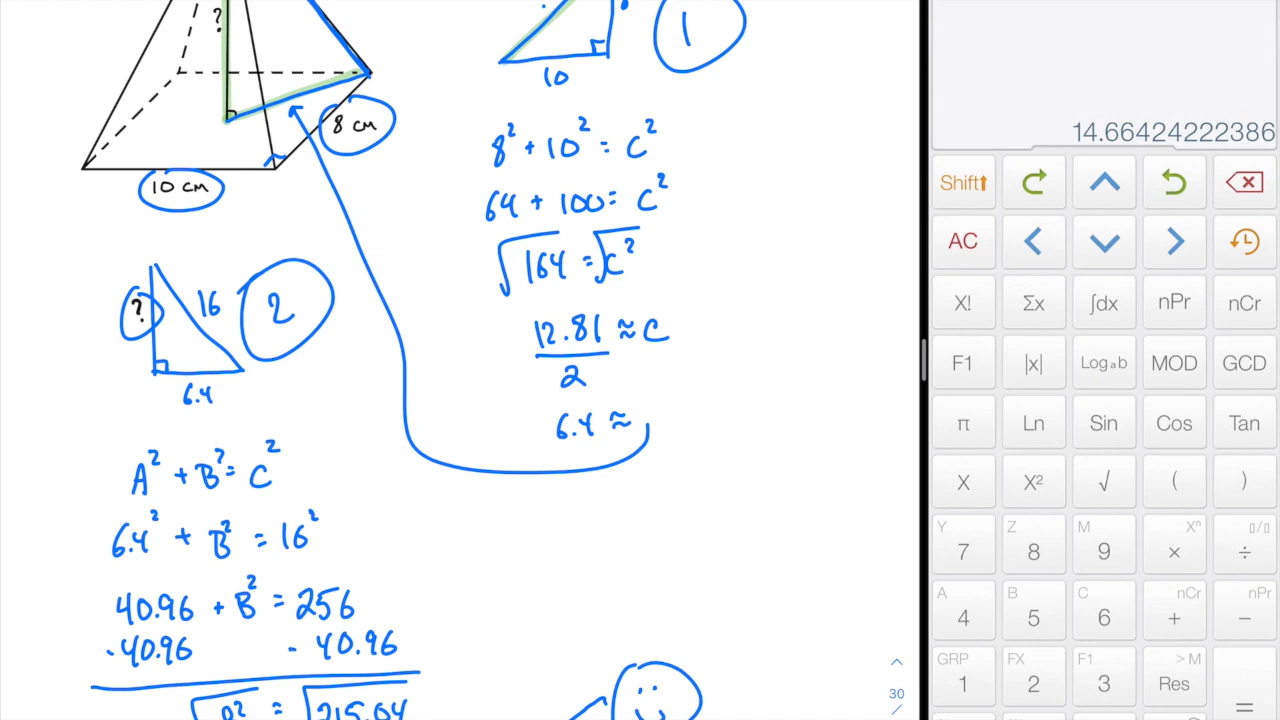 ?
8 cm
10 cm
10
1
8² + 10² = C²
64 + 100 = C²
√164 = √C²
12.81 ≈ C
2
6.4 ≈
? 16 2
6.4
A² + B² = C²
6.4² + B² = 16²
40.96 + B² = 256
-40.96 - 40.96
√B² = √215.04
30
14.66424222386
Shift
AC
X! Σx ∫dx nPr nCr
F1 |x| Log a b MOD GCD
π Ln Sin Cos Tan
X X² √ ( )
Y Z M Xⁿ ▯/▯
7 8 9 × ÷
A B C nCr nPr
4 5 6 + −
GRP FX F1 > M
1 2 3 Res =